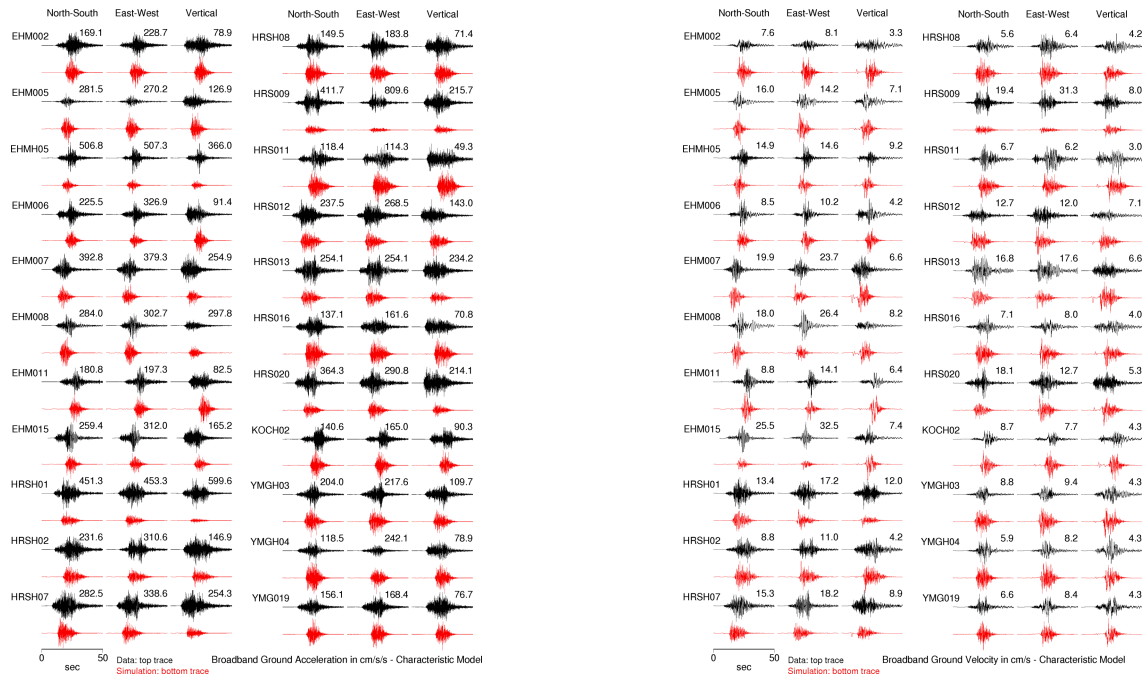 North-South East-West Vertical
EHM002 169.1 228.7 78.9
EHM005 281.5 270.2 126.9
EHMH05 506.8 507.3 366.0
EHM006 225.5 326.9 91.4
EHM007 392.8 379.3 254.9
EHM008 284.0 302.7 297.8
EHM011 180.8 197.3 82.5
EHM015 259.4 312.0 165.2
HRSH01 451.3 453.3 599.6
HRSH02 231.6 310.6 146.9
HRSH07 282.5 338.6 254.3
North-South East-West Vertical
HRSH08 149.5 183.8 71.4
HRS009 411.7 809.6 215.7
HRS011 118.4 114.3 49.3
HRS012 237.5 268.5 143.0
HRS013 254.1 254.1 234.2
HRS016 137.1 161.6 70.8
HRS020 364.3 290.8 214.1
KOCH02 140.6 165.0 90.3
YMGH03 204.0 217.6 109.7
YMGH04 118.5 242.1 78.9
YMG019 156.1 168.4 76.7
0 50
sec
Data: top trace
Simulation: bottom trace
Broadband Ground Acceleration in cm/s/s - Characteristic Model
North-South East-West Vertical
EHM002 7.6 8.1 3.3
EHM005 16.0 14.2 7.1
EHMH05 14.9 14.6 9.2
EHM006 8.5 10.2 4.2
EHM007 19.9 23.7 6.6
EHM008 18.0 26.4 8.2
EHM011 8.8 14.1 6.4
EHM015 25.5 32.5 7.4
HRSH01 13.4 17.2 12.0
HRSH02 8.8 11.0 4.2
HRSH07 15.3 18.2 8.9
North-South East-West Vertical
HRSH08 5.6 6.4 4.2
HRS009 19.4 31.3 8.0
HRS011 6.7 6.2 3.0
HRS012 12.7 12.0 7.1
HRS013 16.8 17.6 6.6
HRS016 7.1 8.0 4.0
HRS020 18.1 12.7 5.3
KOCH02 8.7 7.7 4.3
YMGH03 8.8 9.4 4.3
YMGH04 5.9 8.2 4.3
YMG019 6.6 8.4 4.3
0 50
sec
Data: top trace
Simulation: bottom trace
Broadband Ground Velocity in cm/s - Characteristic Model